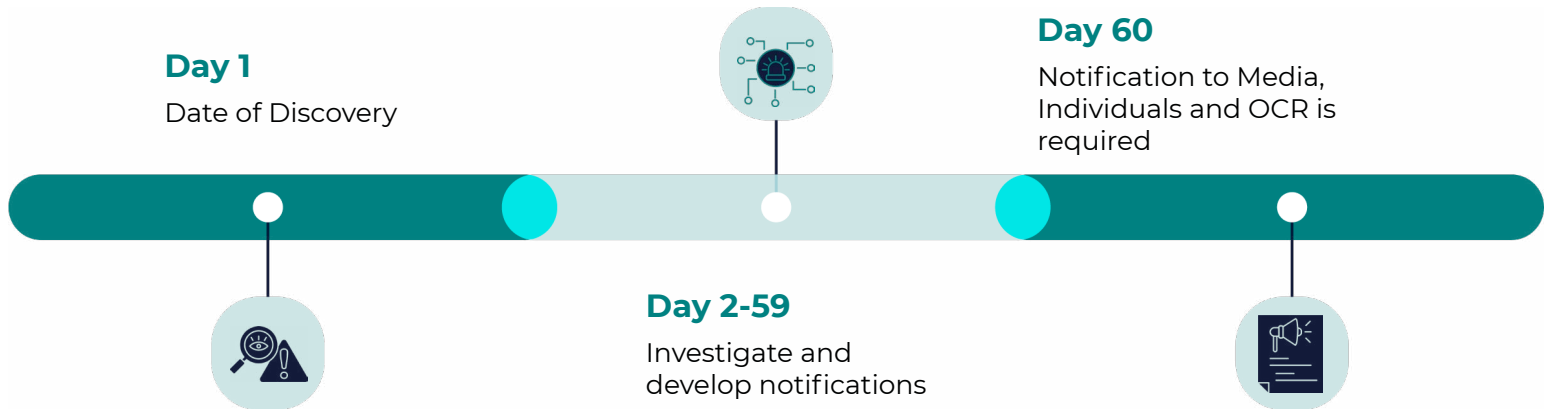 Day 1
Date of Discovery
Day 2-59
Investigate and
develop notifications
Day 60
Notification to Media,
Individuals and OCR is
required